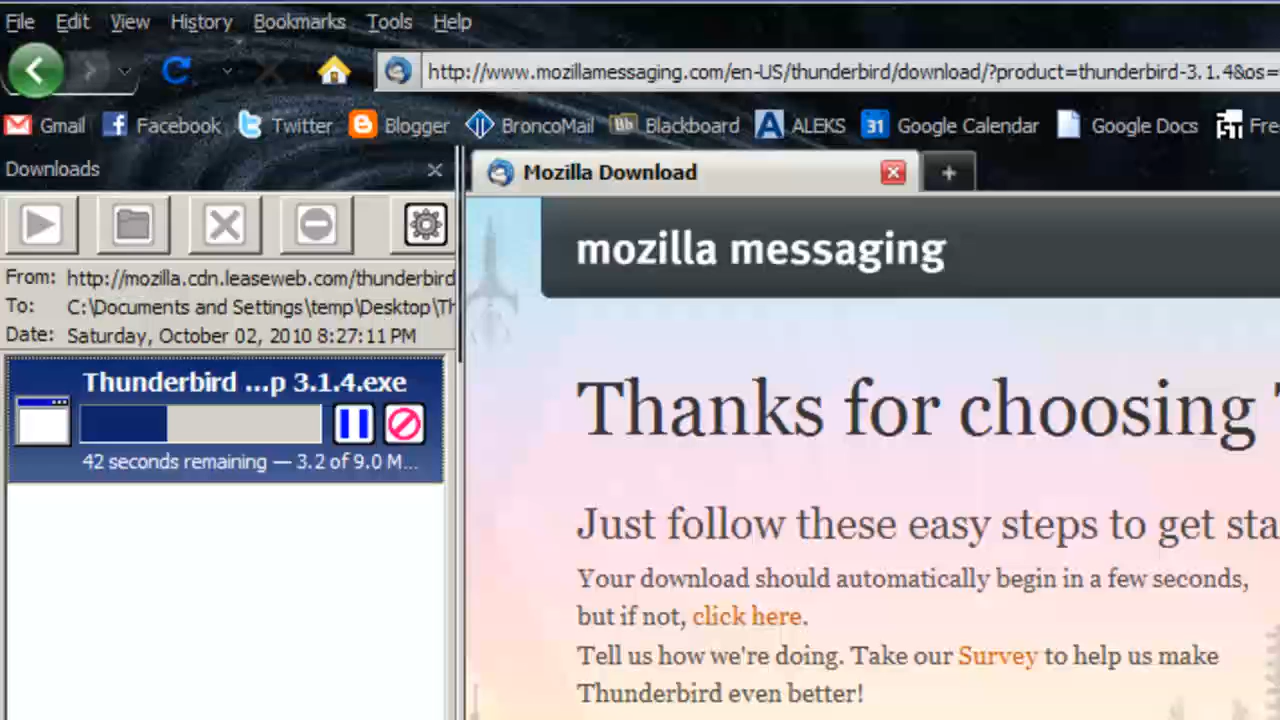 File Edit View History Bookmarks Tools Help
http://www.mozillamessaging.com/en-US/thunderbird/download/?product=thunderbird-3.1.4&os=
Gmail Facebook Twitter Blogger BroncoMail Bb Blackboard A ALEKS 31 Google Calendar Google Docs Fre
Downloads
Mozilla Download
From: http://mozilla.cdn.leaseweb.com/thunderbird
To: C:\Documents and Settings\temp\Desktop\Th
Date: Saturday, October 02, 2010 8:27:11 PM
Thunderbird ...p 3.1.4.exe
42 seconds remaining — 3.2 of 9.0 M...
mozilla messaging
Thanks for choosing
Just follow these easy steps to get sta
Your download should automatically begin in a few seconds,
but if not, click here.
Tell us how we're doing. Take our Survey to help us make
Thunderbird even better!